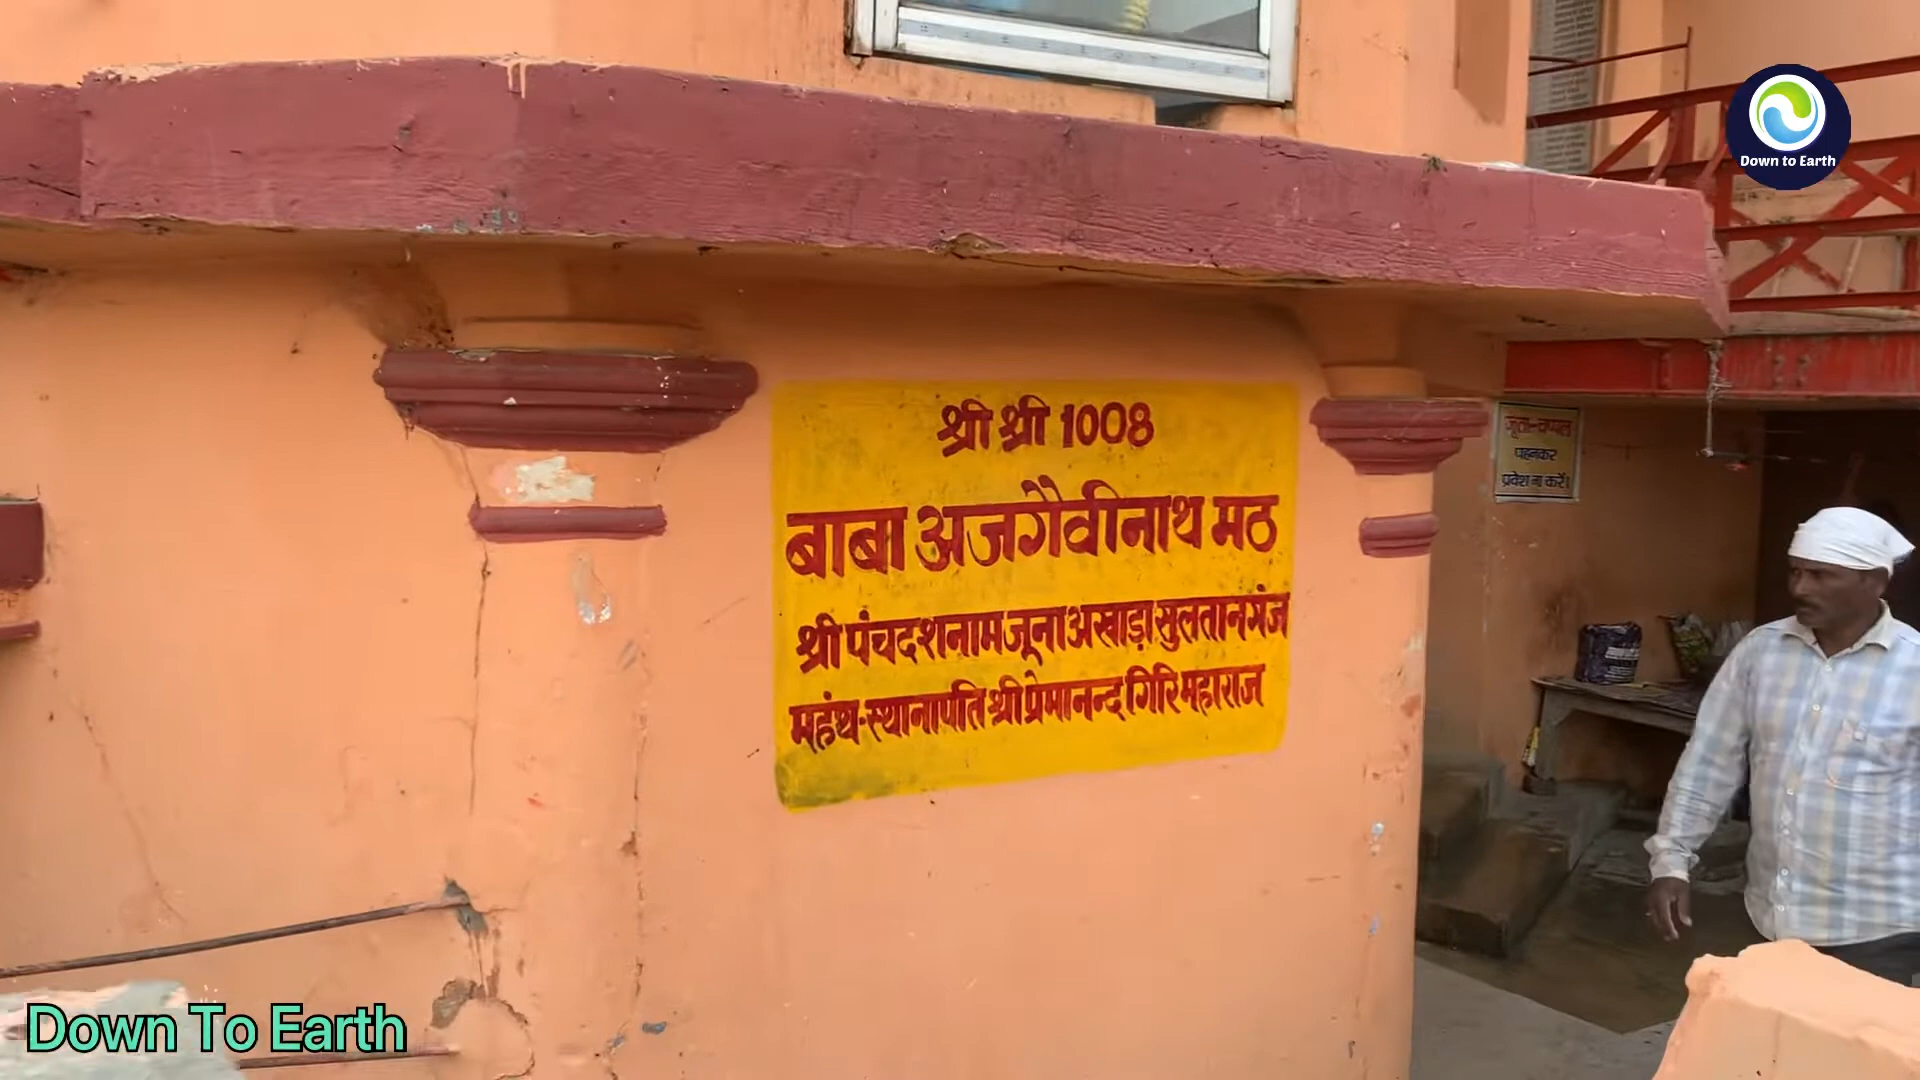 Down to Earth
श्री श्री 1008
बाबा अजगैवीनाथ मठ
श्री पंचदशनाम जूना अखाड़ा सुलतानगंज
महंथ-स्थानापति श्री प्रेमानन्द गिरि महाराज
जूता-चप्पल
पहनकर
प्रवेश ना करें।
Down To Earth